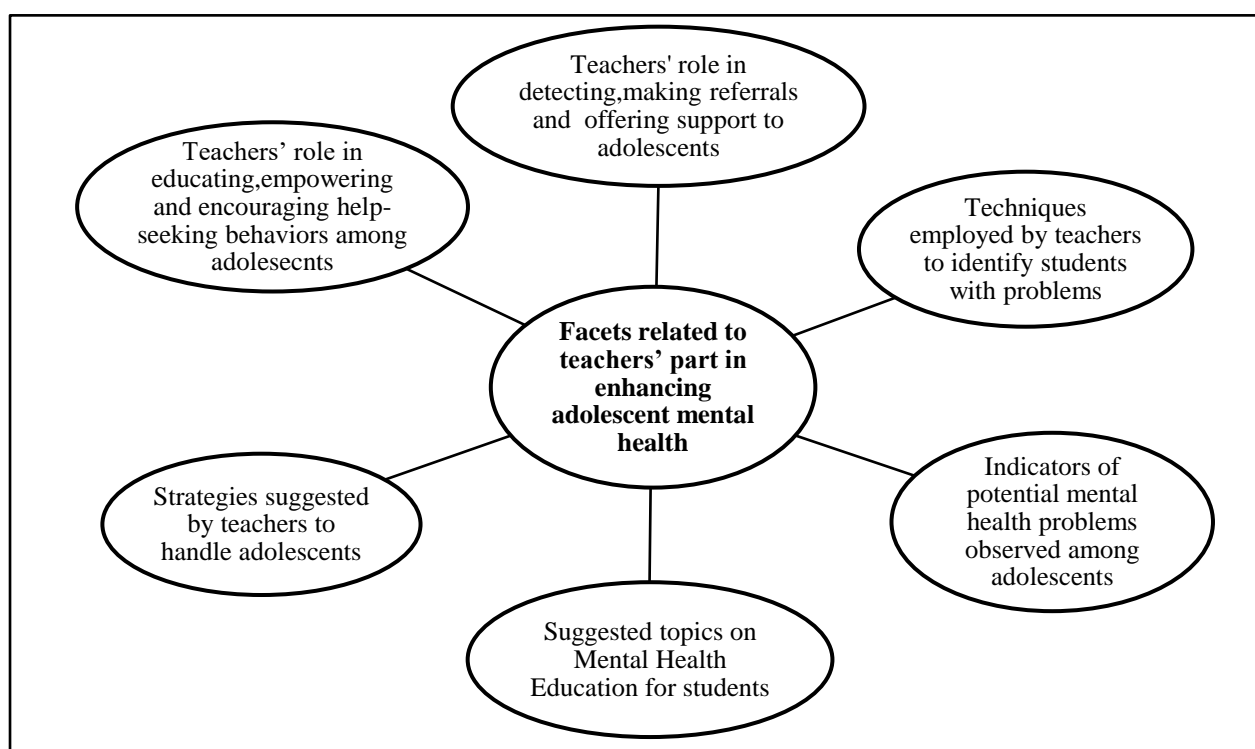 Teachers' role in
detecting,making referrals
and offering support to
adolescents
Teachers’ role in
educating,empowering
and encouraging help-
seeking behaviors among
adolesecnts
Techniques
employed by teachers
to identify students
with problems
Facets related to
teachers’ part in
enhancing
adolescent mental
health
Strategies suggested
by teachers to
handle adolescents
Indicators of
potential mental
health problems
observed among
adolescents
Suggested topics on
Mental Health
Education for students